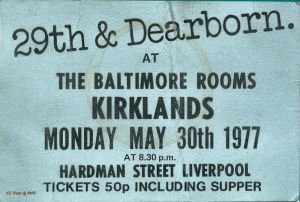 29th & Dearborn.
AT
THE BALTIMORE ROOMS
KIRKLANDS
MONDAY MAY 30th 1977
AT 8.30 p.m.
HARDMAN STREET LIVERPOOL
TICKETS 50p INCLUDING SUPPER